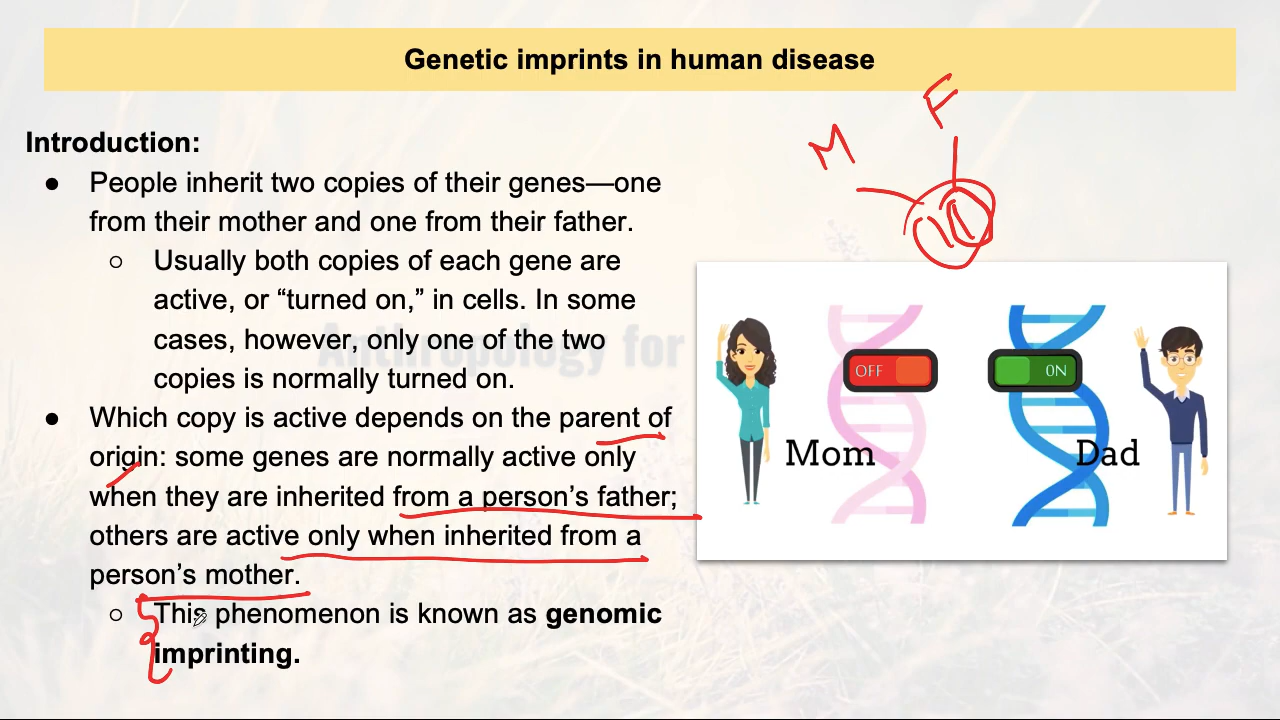 Genetic imprints in human disease
M
F
Introduction:
● People inherit two copies of their genes—one
from their mother and one from their father.
○ Usually both copies of each gene are
active, or “turned on,” in cells. In some
cases, however, only one of the two
copies is normally turned on.
● Which copy is active depends on the parent of
origin: some genes are normally active only
when they are inherited from a person’s father;
others are active only when inherited from a
person’s mother.
○ This phenomenon is known as genomic
imprinting.
Anthropology for
OFF
ON
Mom
Dad